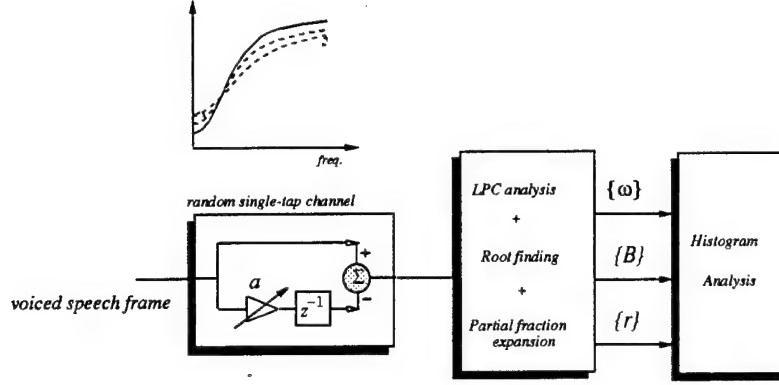 freq.
random single-tap channel
a
z⁻¹
+
Σ
-
voiced speech frame
LPC analysis
+
Root finding
+
Partial fraction
expansion
{ω}
{B}
{r}
Histogram
Analysis